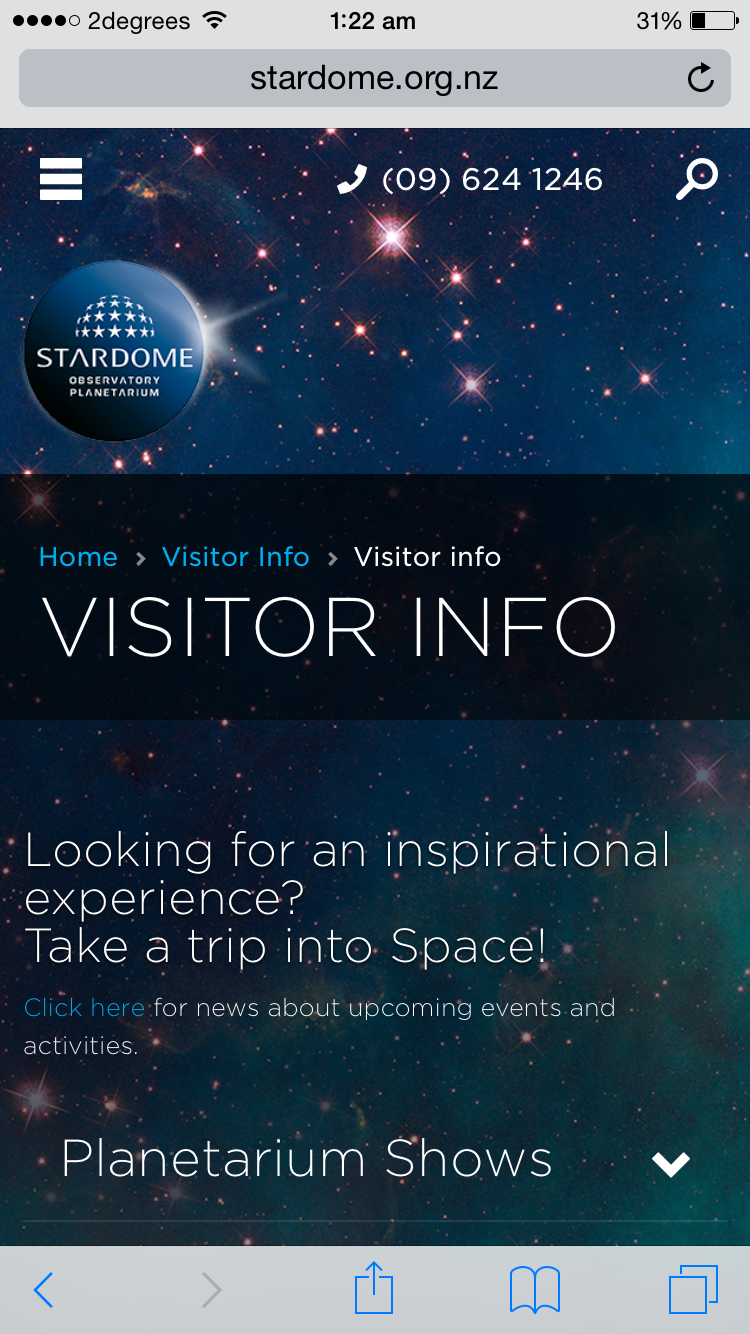 2degrees 1:22 am 31%
stardome.org.nz
(09) 624 1246
STARDOME
OBSERVATORY
PLANETARIUM
Home > Visitor Info > Visitor info
VISITOR INFO
Looking for an inspirational
experience?
Take a trip into Space!
Click here for news about upcoming events and
activities.
Planetarium Shows